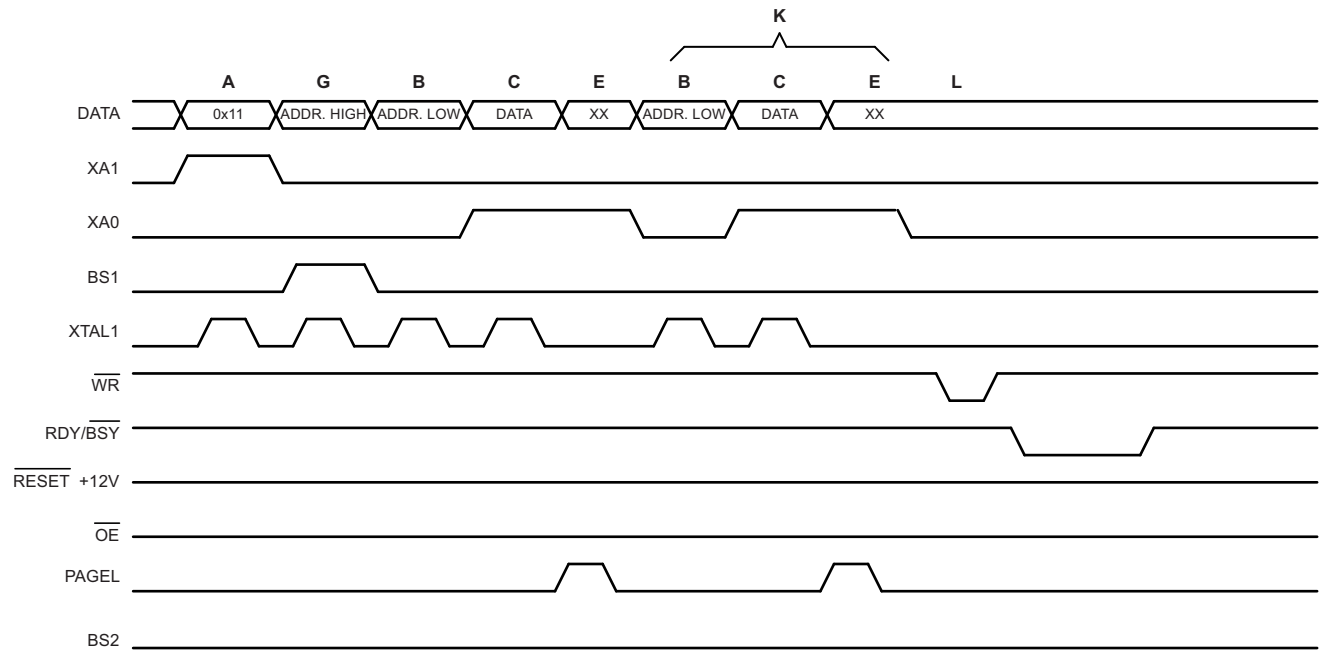 K
A G B C E B C E L
DATA 0x11 ADDR. HIGH ADDR. LOW DATA XX ADDR. LOW DATA XX
XA1
XA0
BS1
XTAL1
WR
RDY/BSY
RESET +12V
OE
PAGEL
BS2